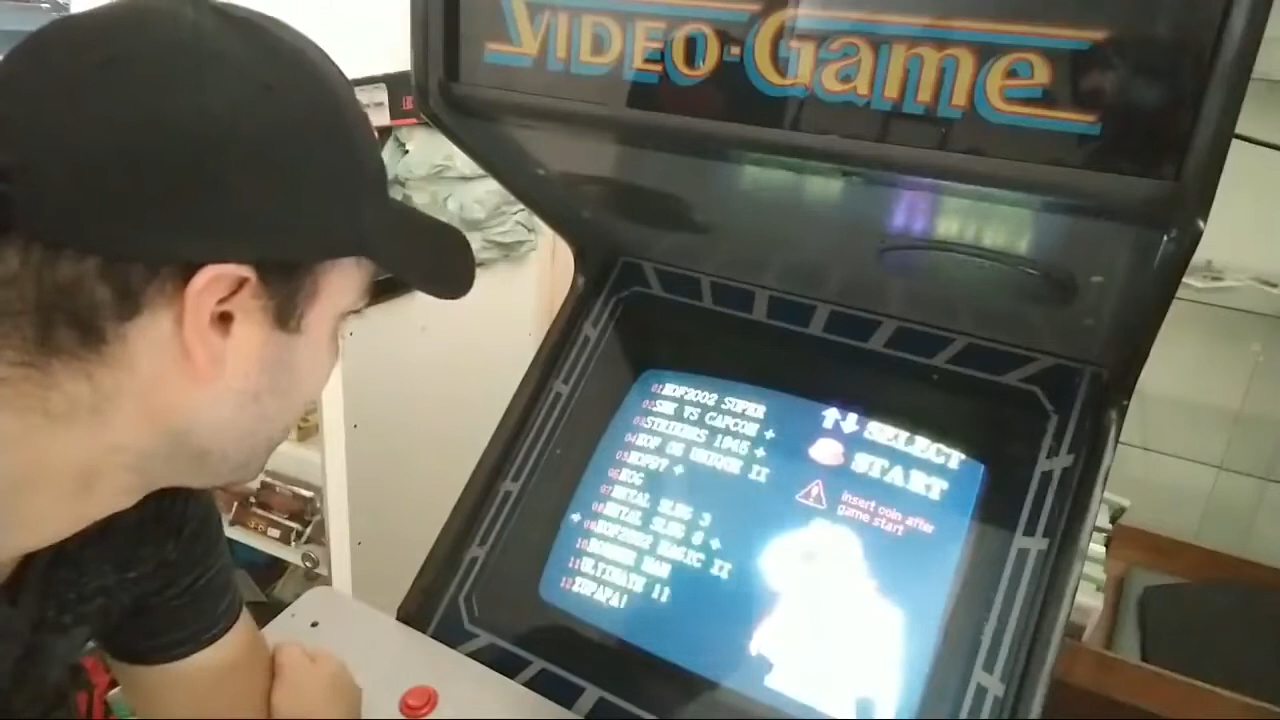 VIDEO-Game
01 KOF2002 SUPER
02 SNK VS CAPCOM +
03 STRIKERS 1945 +
04 KOF OS UNIQUE II
05 KOF97 +
06 KOG
07 METAL SLUG 3
08 METAL SLUG 6 +
09 KOF2002 MAGIC II
10 BOMBER MAN
11 ULTIMATE 11
12 ZUPAPA!
SELECT
START
insert coin after
game start